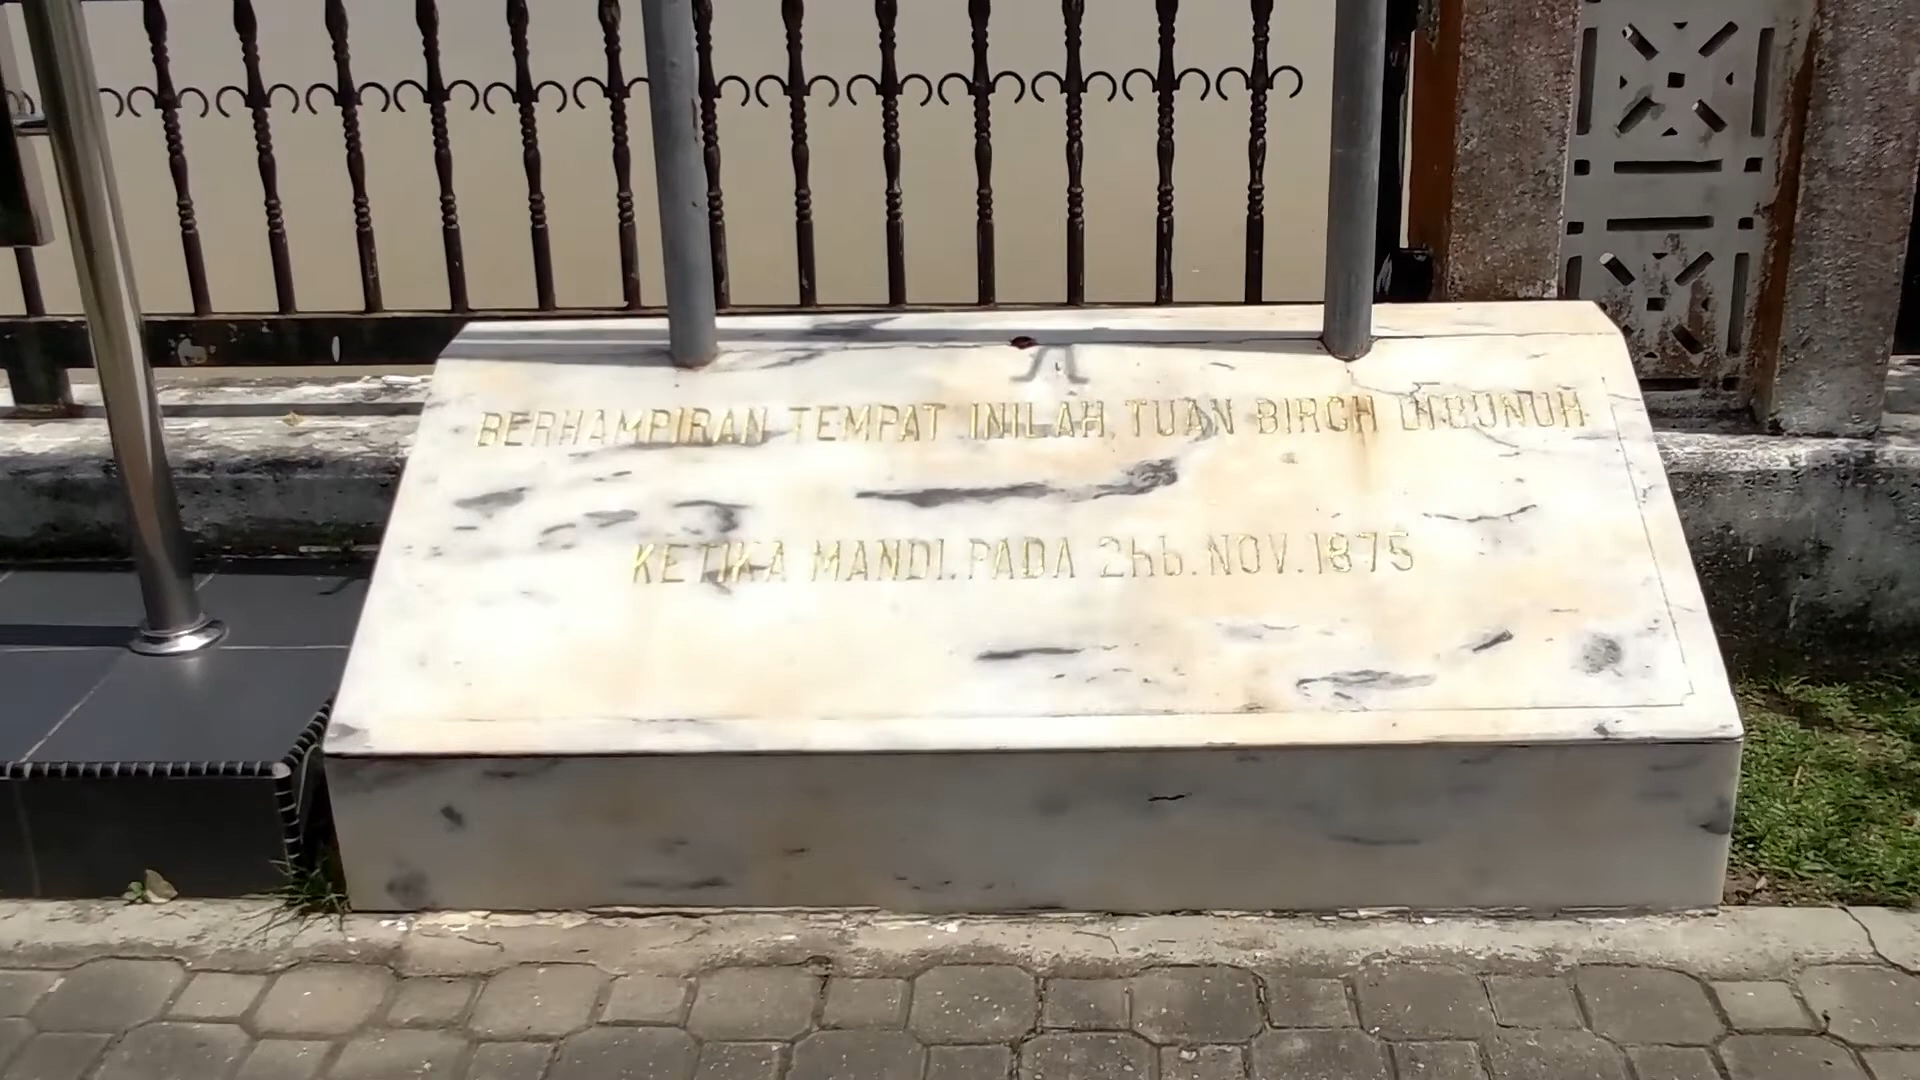 BERHAMPIRAN TEMPAT INILAH, TUAN BIRCH DIBUNUH
KETIKA MANDI. PADA 2hb. NOV. 1875